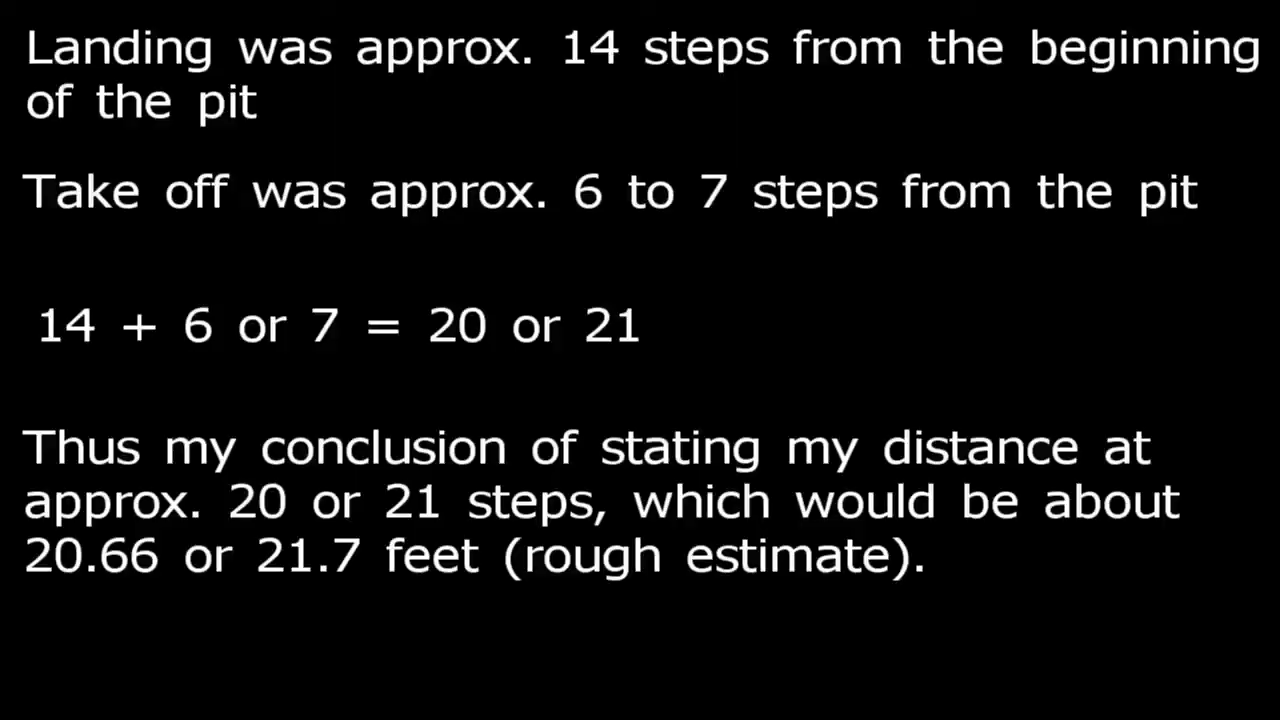 Landing was approx. 14 steps from the beginning
of the pit
Take off was approx. 6 to 7 steps from the pit
14 + 6 or 7 = 20 or 21
Thus my conclusion of stating my distance at
approx. 20 or 21 steps, which would be about
20.66 or 21.7 feet (rough estimate).